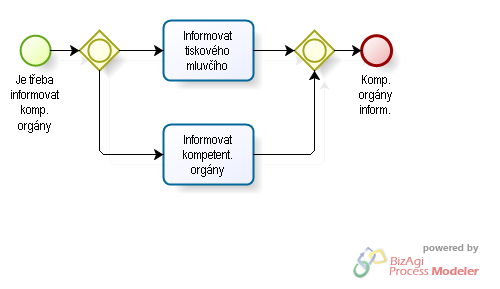 Informovat
tiskového
mluvčího
Je třeba
informovat
komp.
orgány
Komp.
orgány
inform.
Informovat
kompetent.
orgány
powered by
BizAgi
Process Modeler